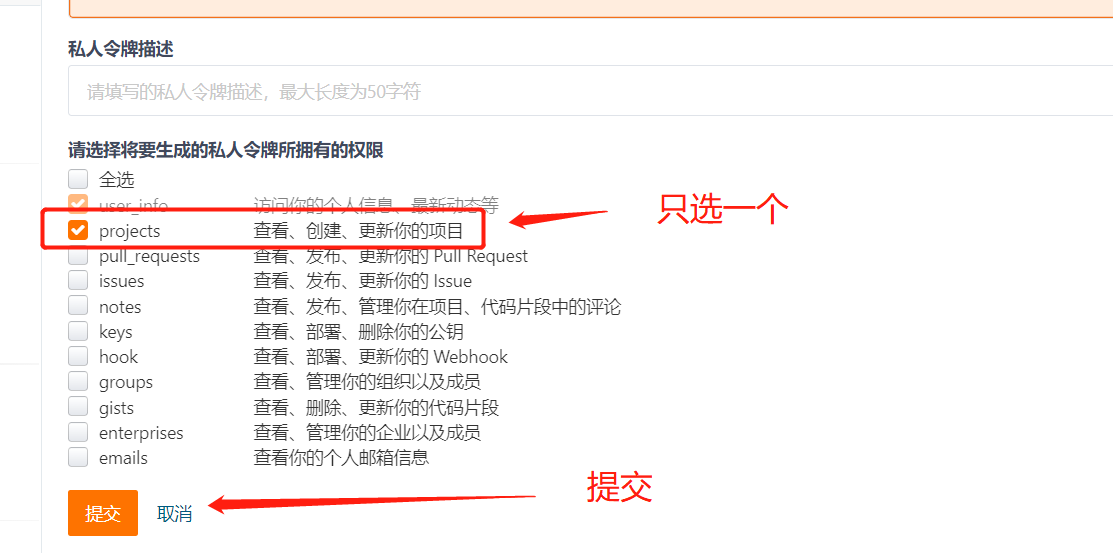 私人令牌描述
请填写的私人令牌描述，最大长度为50字符
请选择将要生成的私人令牌所拥有的权限
全选
user_info 访问你的个人信息、最新动态等
projects 查看、创建、更新你的项目
只选一个
pull_requests 查看、发布、更新你的 Pull Request
issues 查看、发布、更新你的 Issue
notes 查看、发布、管理你在项目、代码片段中的评论
keys 查看、部署、删除你的公钥
hook 查看、部署、更新你的 Webhook
groups 查看、管理你的组织以及成员
gists 查看、删除、更新你的代码片段
enterprises 查看、管理你的企业以及成员
emails 查看你的个人邮箱信息
提交
提交 取消